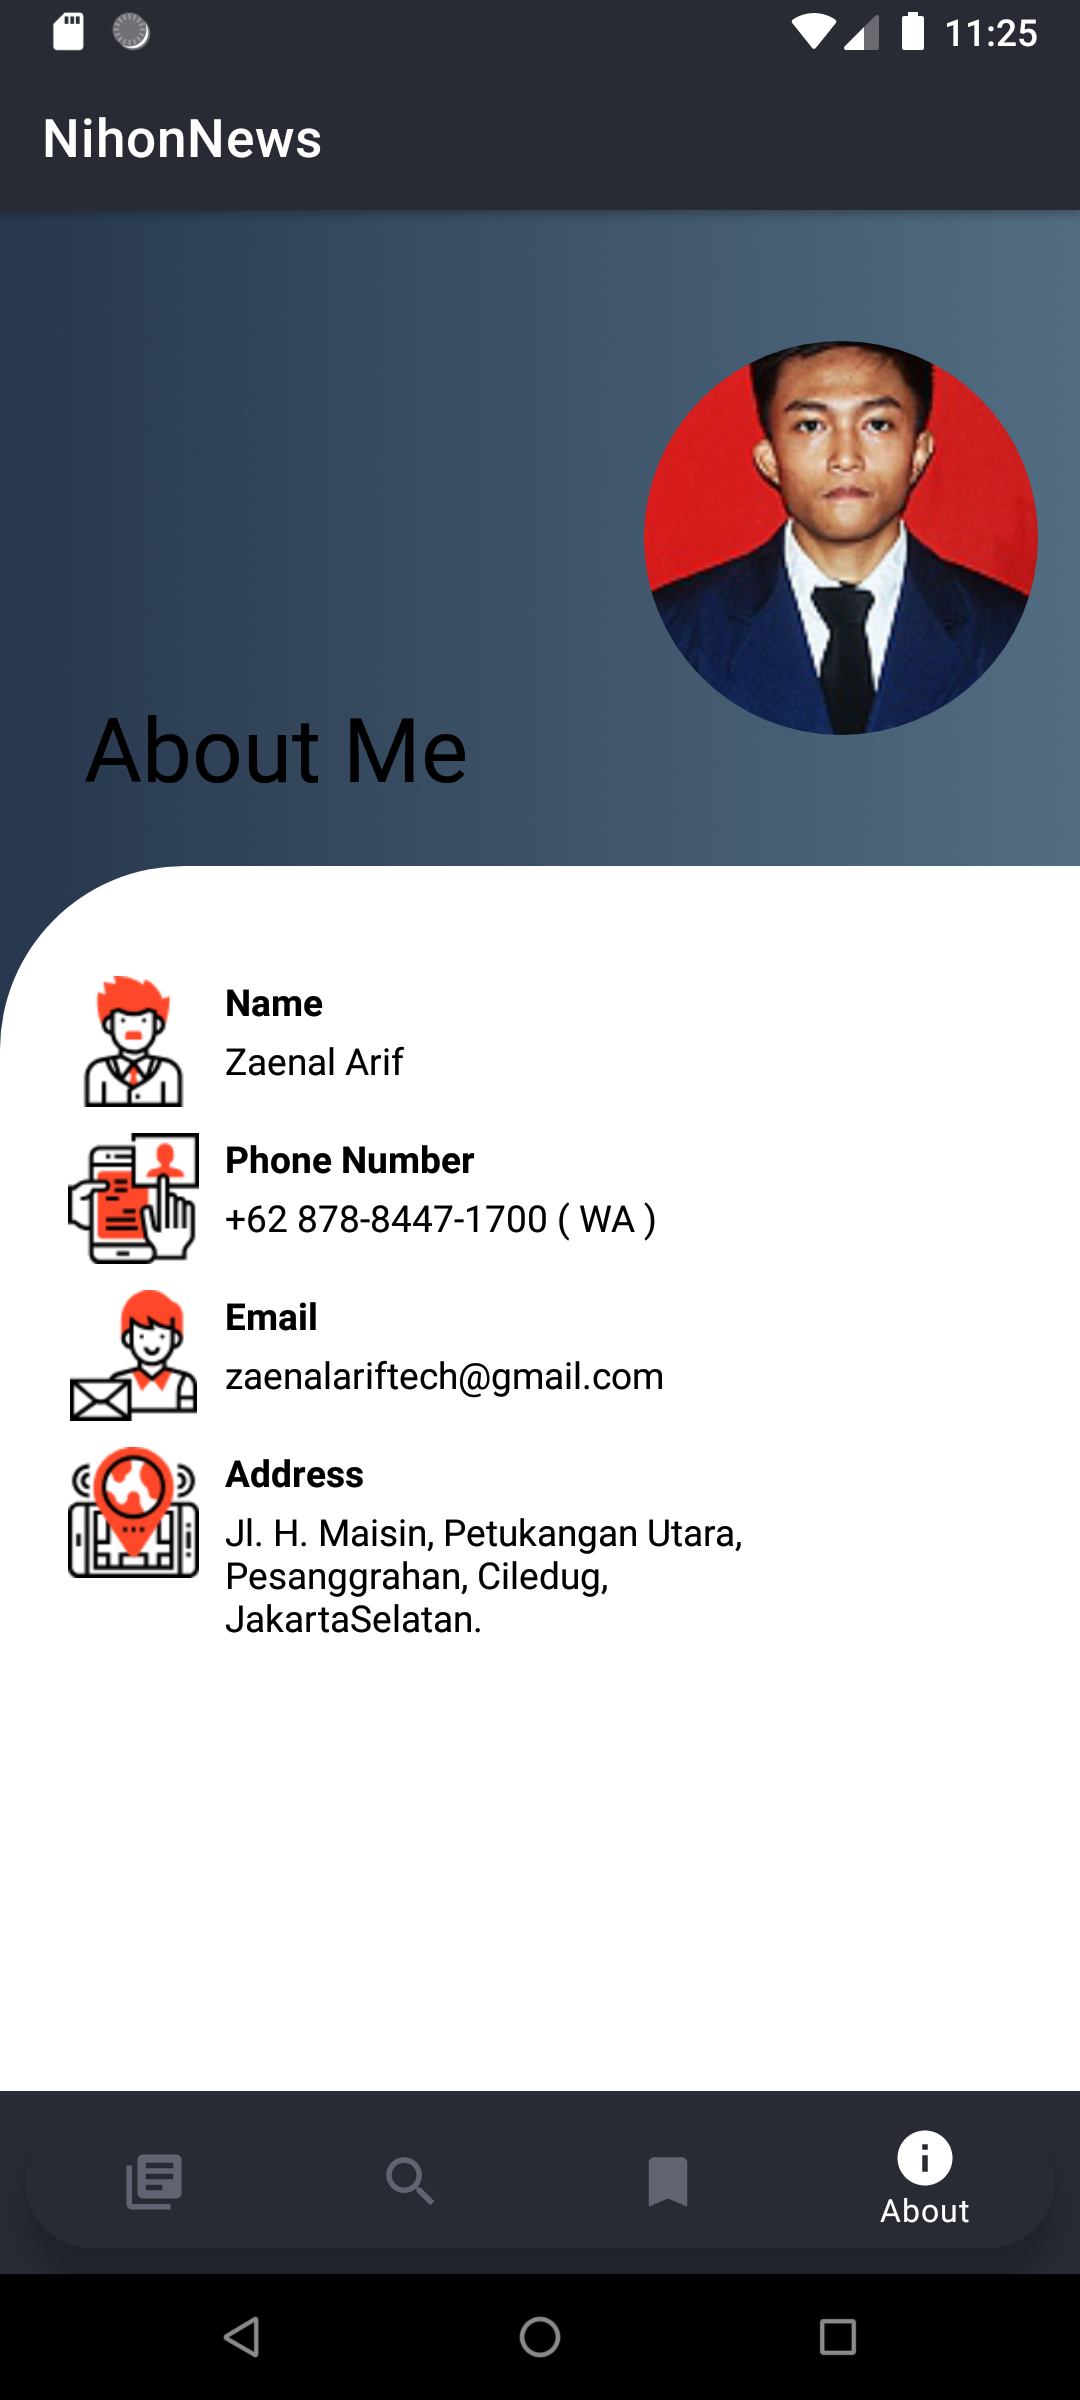 11:25
NihonNews
About Me
Name
Zaenal Arif
Phone Number
+62 878-8447-1700 ( WA )
Email
zaenalariftech@gmail.com
Address
Jl. H. Maisin, Petukangan Utara,
Pesanggrahan, Ciledug,
JakartaSelatan.
About